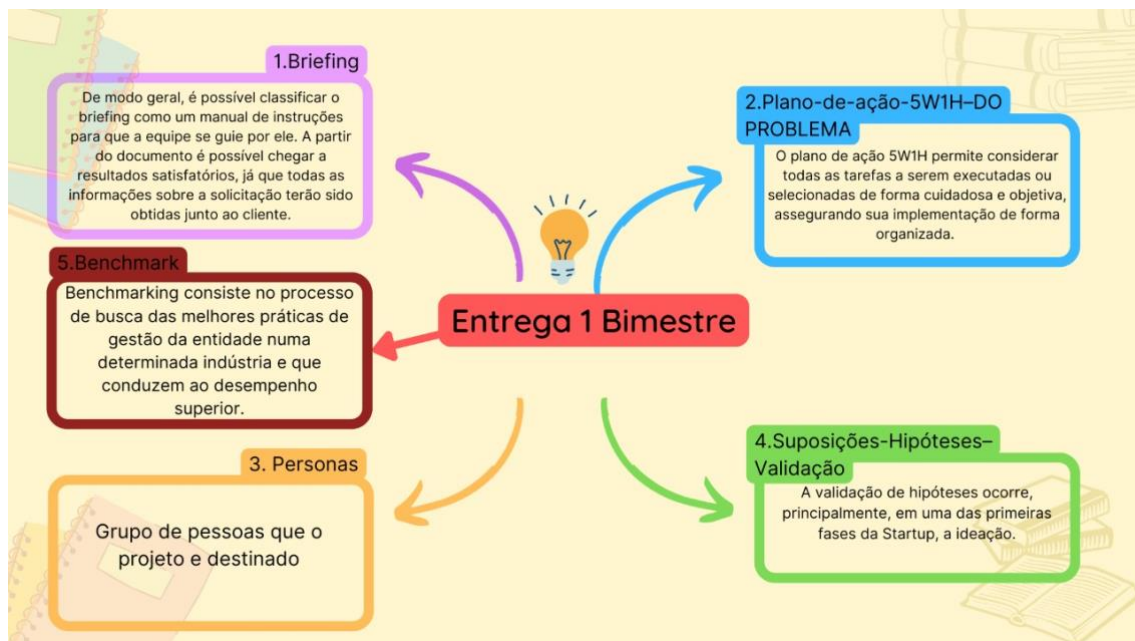 1.Briefing
De modo geral, é possível classificar o
briefing como um manual de instruções
para que a equipe se guie por ele. A partir
do documento é possível chegar a
resultados satisfatórios, já que todas as
informações sobre a solicitação terão sido
obtidas junto ao cliente.
2.Plano-de-ação-5W1H–DO
PROBLEMA
O plano de ação 5W1H permite considerar
todas as tarefas a serem executadas ou
selecionadas de forma cuidadosa e objetiva,
assegurando sua implementação de forma
organizada.
5.Benchmark
Benchmarking consiste no processo
de busca das melhores práticas de
gestão da entidade numa
determinada indústria e que
conduzem ao desempenho
superior.
Entrega 1 Bimestre
3. Personas
Grupo de pessoas que o
projeto e destinado
4.Suposições-Hipóteses–
Validação
A validação de hipóteses ocorre,
principalmente, em uma das primeiras
fases da Startup, a ideação.